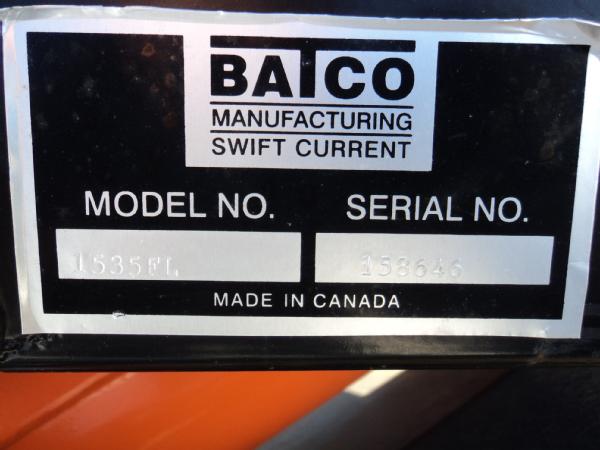 BATCO
MANUFACTURING
SWIFT CURRENT
MODEL NO. SERIAL NO.
1535FL 158646
MADE IN CANADA